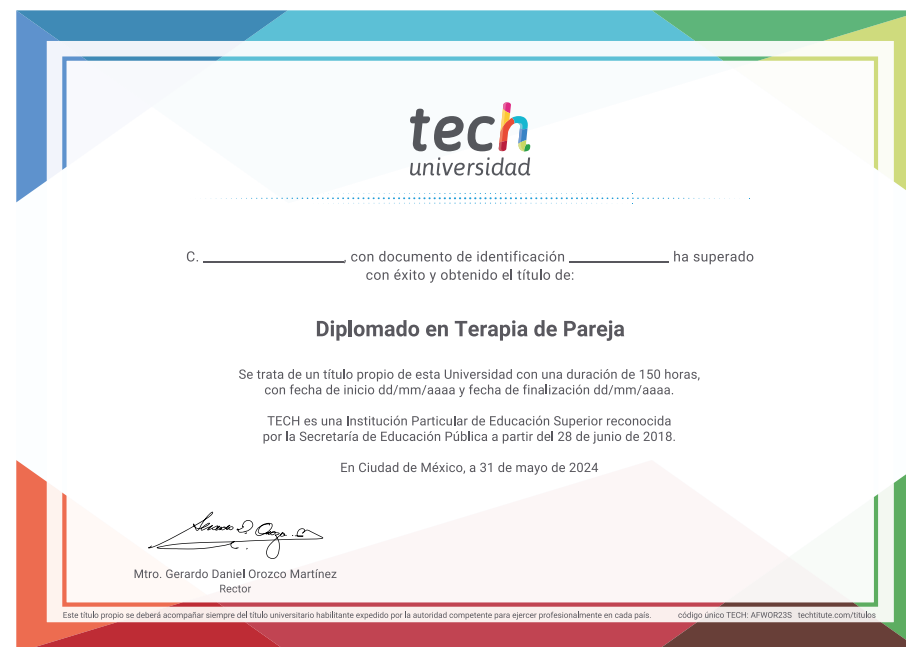 tech
universidad
C. ____________, con documento de identificación ____________ ha superado
con éxito y obtenido el título de:
Diplomado en Terapia de Pareja
Se trata de un título propio de esta Universidad con una duración de 150 horas,
con fecha de inicio dd/mm/aaaa y fecha de finalización dd/mm/aaaa.
TECH es una Institución Particular de Educación Superior reconocida
por la Secretaría de Educación Pública a partir del 28 de junio de 2018.
En Ciudad de México, a 31 de mayo de 2024
Mtro. Gerardo Daniel Orozco Martínez
Rector
Este título propio se deberá acompañar siempre del título universitario habilitante expedido por la autoridad competente para ejercer profesionalmente en cada país. código único TECH: AFWOR23S techtitute.com/titulos